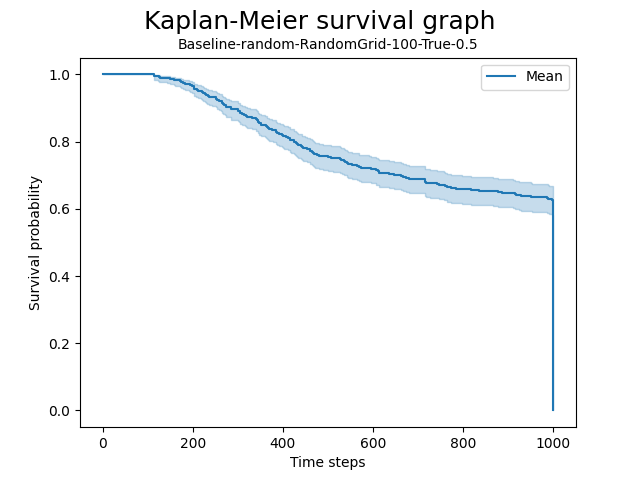 Kaplan-Meier survival graph
Baseline-random-RandomGrid-100-True-0.5
Mean
Survival probability
1.0
0.8
0.6
0.4
0.2
0.0
0 200 400 600 800 1000
Time steps